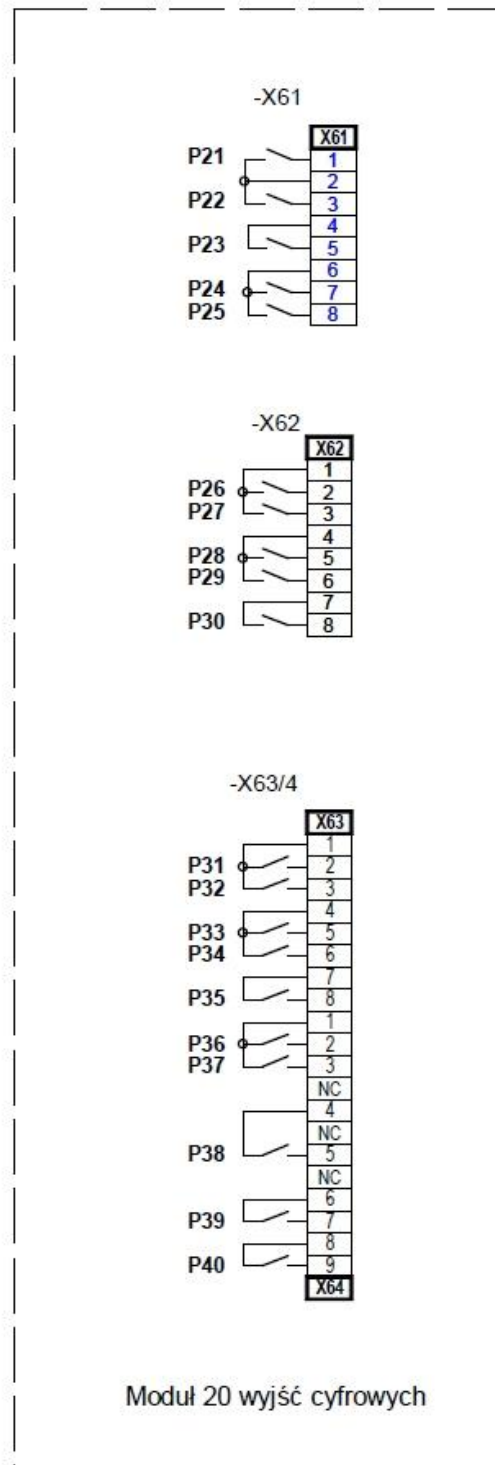 -X61
X61
P21 1
2
P22 3
4
P23 5
6
P24 7
P25 8
-X62
X62
1
P26 2
P27 3
4
P28 5
P29 6
7
P30 8
-X63/4
X63
1
P31 2
P32 3
4
P33 5
P34 6
7
P35 8
1
P36 2
P37 3
NC
4
NC
P38 5
NC
6
P39 7
8
P40 9
X64
Moduł 20 wyjść cyfrowych